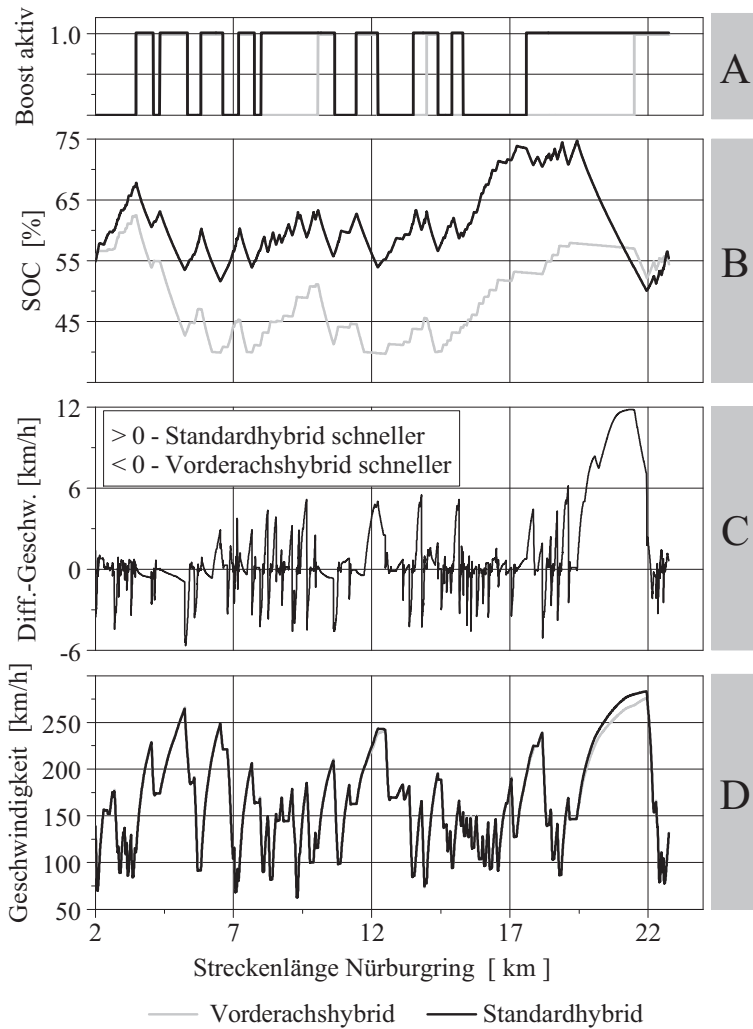 Boost aktiv
1.0
A
SOC [%]
75
65
55
45
B
Diff.-Geschw. [km/h]
12
6
0
-6
> 0 - Standardhybrid schneller
< 0 - Vorderachshybrid schneller
C
Geschwindigkeit [km/h]
250
200
150
100
50
D
2 7 12 17 22
Streckenlänge Nürburgring [ km ]
Vorderachshybrid Standardhybrid